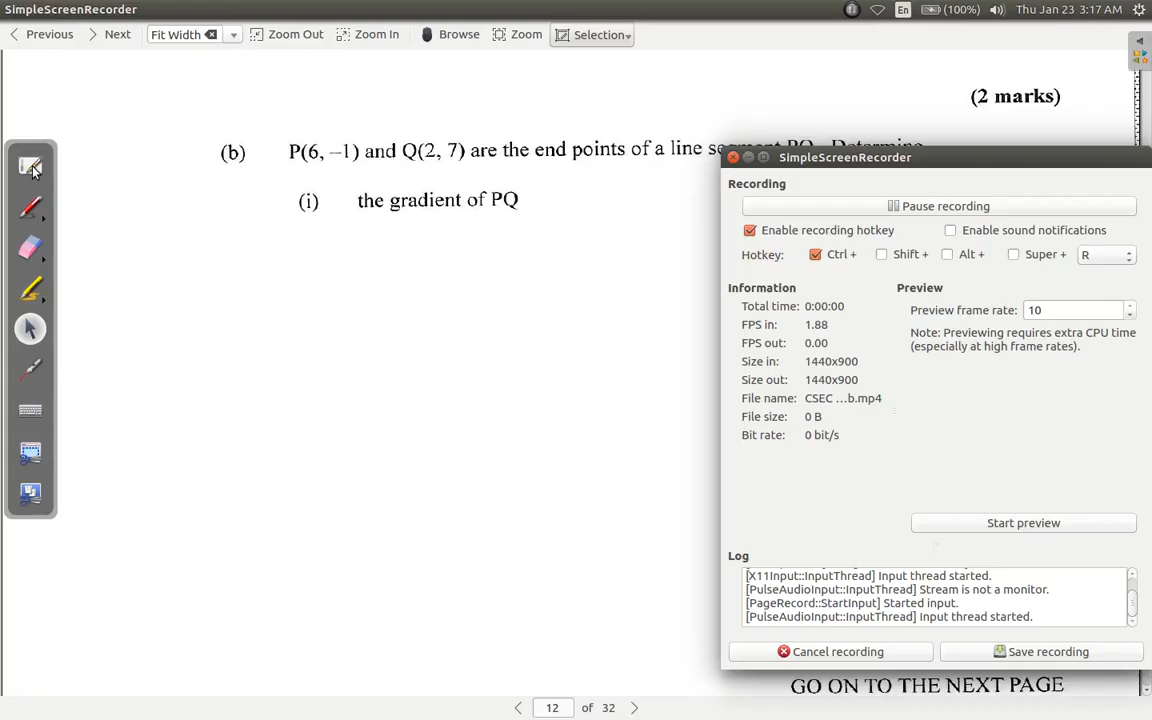 SimpleScreenRecorder
En
(100%)
Thu Jan 23 3:17 AM
Previous
Next
Fit Width
Zoom Out
Zoom In
Browse
Zoom
Selection
(2 marks)
(b) P(6, –1) and Q(2, 7) are the end points of a line segment PQ. Determine
(i) the gradient of PQ
SimpleScreenRecorder
Recording
Pause recording
Enable recording hotkey
Enable sound notifications
Hotkey: Ctrl + Shift + Alt + Super + R
Information
Total time: 0:00:00
FPS in: 1.88
FPS out: 0.00
Size in: 1440x900
Size out: 1440x900
File name: CSEC ...b.mp4
File size: 0 B
Bit rate: 0 bit/s
Preview
Preview frame rate: 10
Note: Previewing requires extra CPU time
(especially at high frame rates).
Start preview
Log
[X11Input::InputThread] Input thread started.
[PulseAudioInput::InputThread] Stream is not a monitor.
[PageRecord::StartInput] Started input.
[PulseAudioInput::InputThread] Input thread started.
Cancel recording
Save recording
GO ON TO THE NEXT PAGE
12 of 32